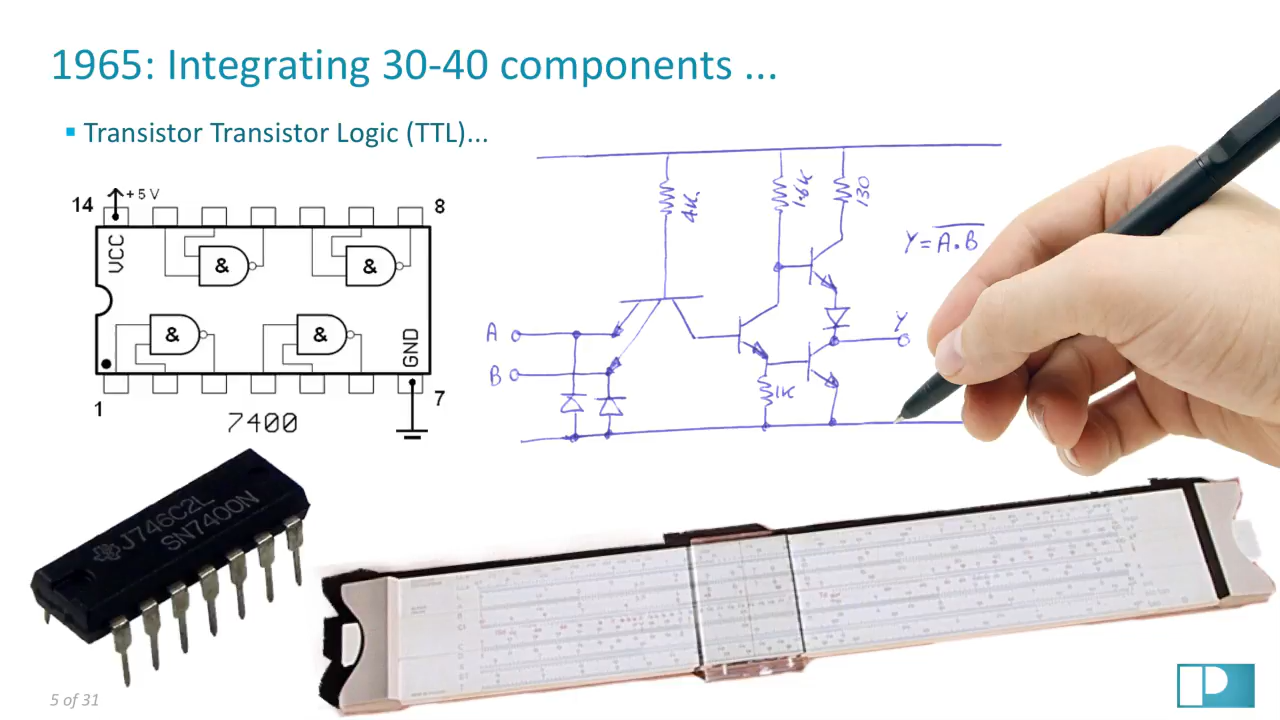 1965: Integrating 30-40 components ...
Transistor Transistor Logic (TTL)...
14
+5V
8
VCC
&
&
&
&
GND
1
7
7400
4K
1.6K
130
Y = A.B
A
B
Y
1K
J746C2L
SN7400N
5 of 31
P